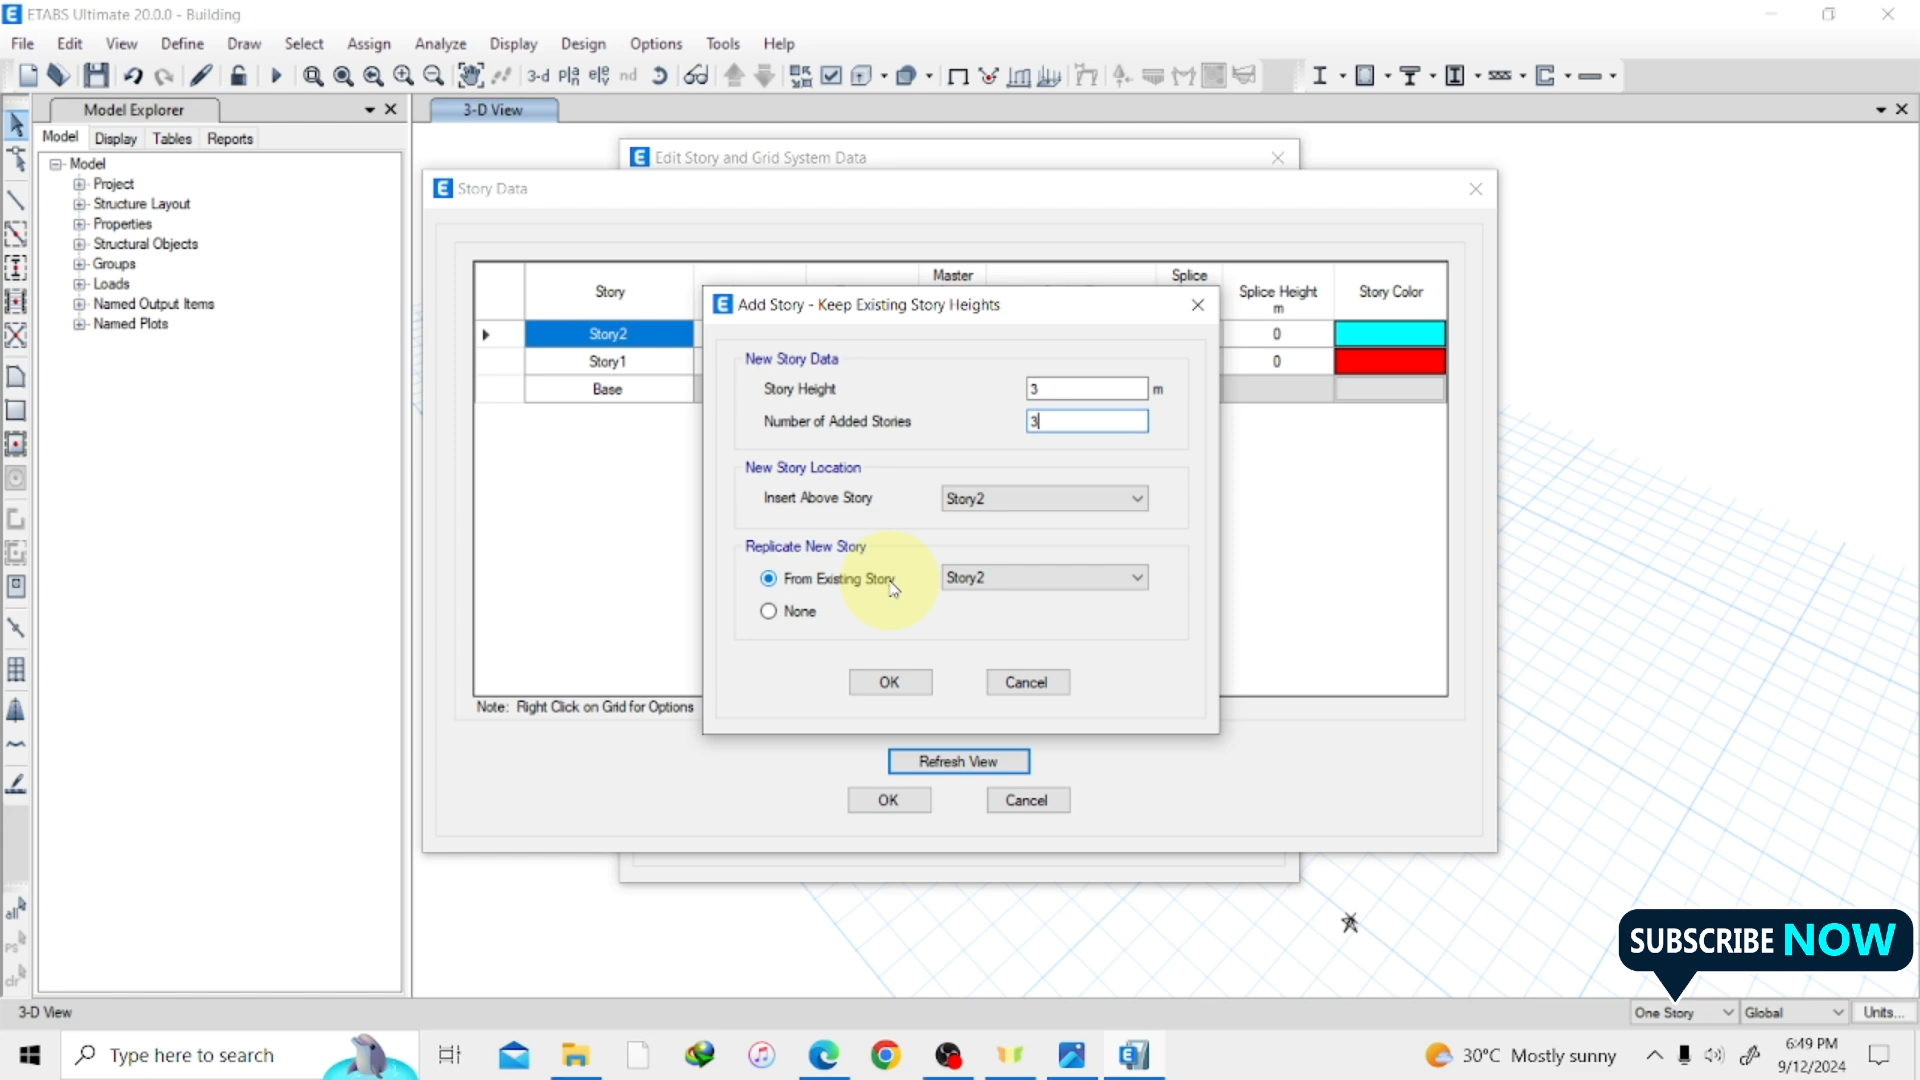 ETABS Ultimate 20.0.0 - Building
File Edit View Define Draw Select Assign Analyze Display Design Options Tools Help
3-d pla ele nd
Model Explorer
3-D View
Model Display Tables Reports
Model
Project
Structure Layout
Properties
Structural Objects
Groups
Loads
Named Output Items
Named Plots
Edit Story and Grid System Data
Story Data
Story Master Splice Splice Height m Story Color
Story2 0
Story1 0
Base
Note: Right Click on Grid for Options
Add Story - Keep Existing Story Heights
New Story Data
Story Height 3 m
Number of Added Stories 3
New Story Location
Insert Above Story Story2
Replicate New Story
From Existing Story Story2
None
OK Cancel
Refresh View
OK Cancel
all
ps
clr
SUBSCRIBE NOW
3-D View One Story Global Units...
Type here to search
30°C Mostly sunny
6:49 PM
9/12/2024